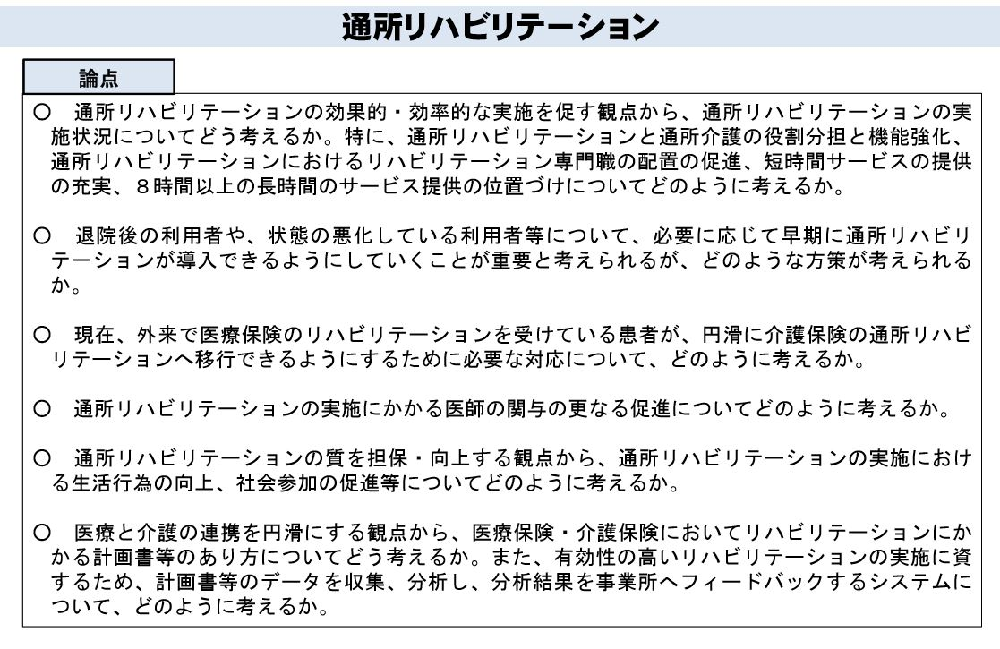 通所リハビリテーション
論点
○　通所リハビリテーションの効果的・効率的な実施を促す観点から、通所リハビリテーションの実
施状況についてどう考えるか。特に、通所リハビリテーションと通所介護の役割分担と機能強化、
通所リハビリテーションにおけるリハビリテーション専門職の配置の促進、短時間サービスの提供
の充実、８時間以上の長時間のサービス提供の位置づけについてどのように考えるか。
○　退院後の利用者や、状態の悪化している利用者等について、必要に応じて早期に通所リハビリ
テーションが導入できるようにしていくことが重要と考えられるが、どのような方策が考えられる
か。
○　現在、外来で医療保険のリハビリテーションを受けている患者が、円滑に介護保険の通所リハビ
リテーションへ移行できるようにするために必要な対応について、どのように考えるか。
○　通所リハビリテーションの実施にかかる医師の関与の更なる促進についてどのように考えるか。
○　通所リハビリテーションの質を担保・向上する観点から、通所リハビリテーションの実施におけ
る生活行為の向上、社会参加の促進等についてどのように考えるか。
○　医療と介護の連携を円滑にする観点から、医療保険・介護保険においてリハビリテーションにか
かる計画書等のあり方についてどう考えるか。また、有効性の高いリハビリテーションの実施に資
するため、計画書等のデータを収集、分析し、分析結果を事業所へフィードバックするシステムに
ついて、どのように考えるか。